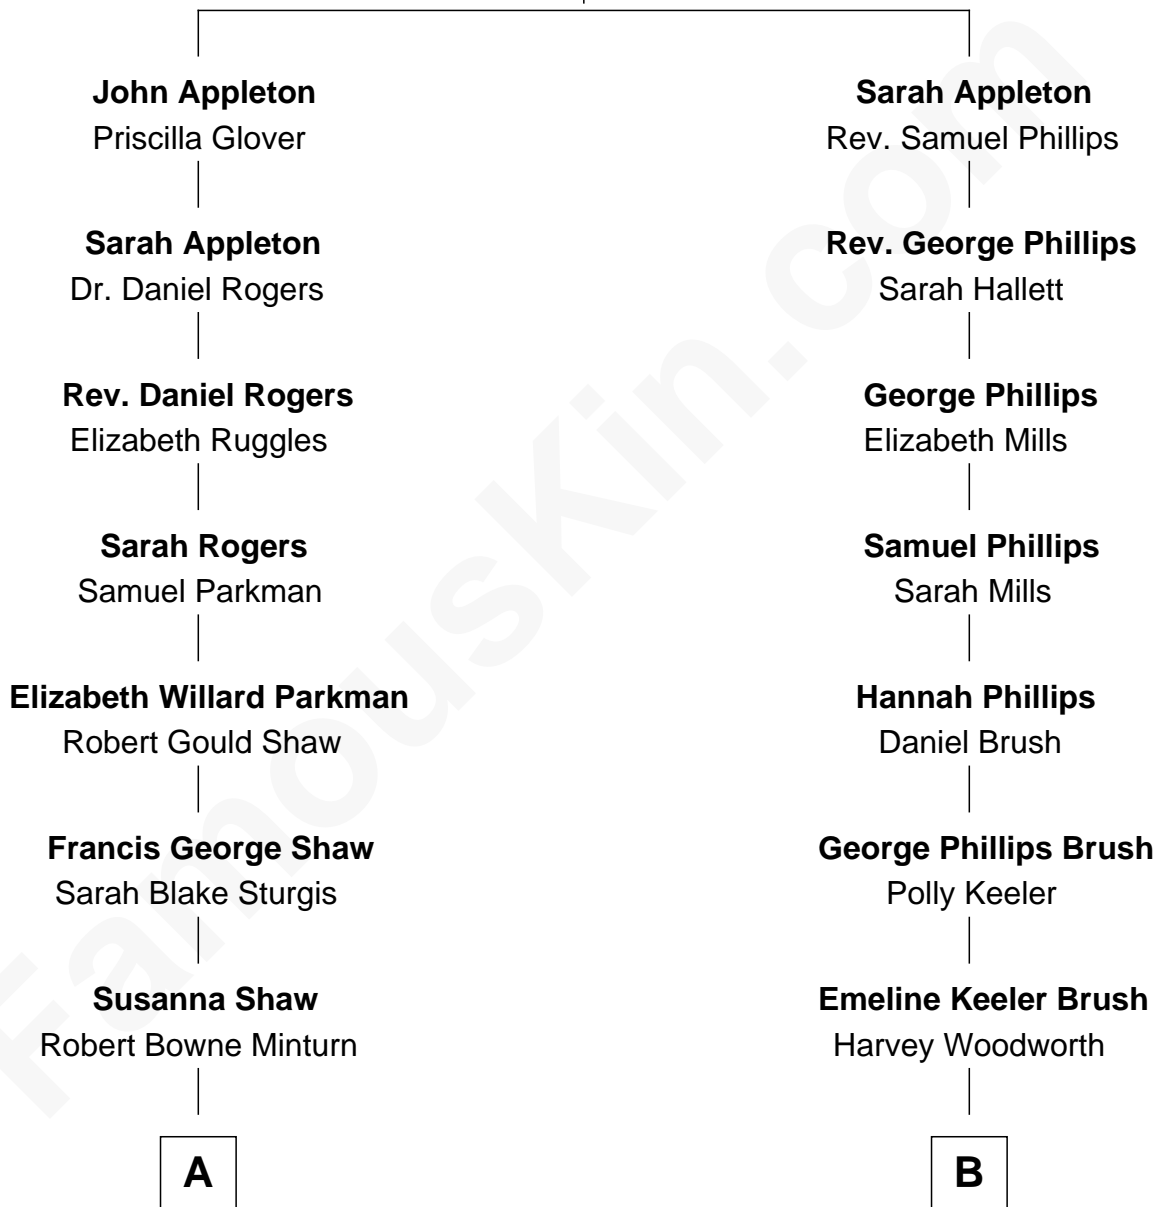 John Appleton
Priscilla Glover
Sarah Appleton
Dr. Daniel Rogers
Rev. Daniel Rogers
Elizabeth Ruggles
Sarah Rogers
Samuel Parkman
Elizabeth Willard Parkman
Robert Gould Shaw
Francis George Shaw
Sarah Blake Sturgis
Susanna Shaw
Robert Bowne Minturn
A
Sarah Appleton
Rev. Samuel Phillips
Rev. George Phillips
Sarah Hallett
George Phillips
Elizabeth Mills
Samuel Phillips
Sarah Mills
Hannah Phillips
Daniel Brush
George Phillips Brush
Polly Keeler
Emeline Keeler Brush
Harvey Woodworth
B
FamousKin.com